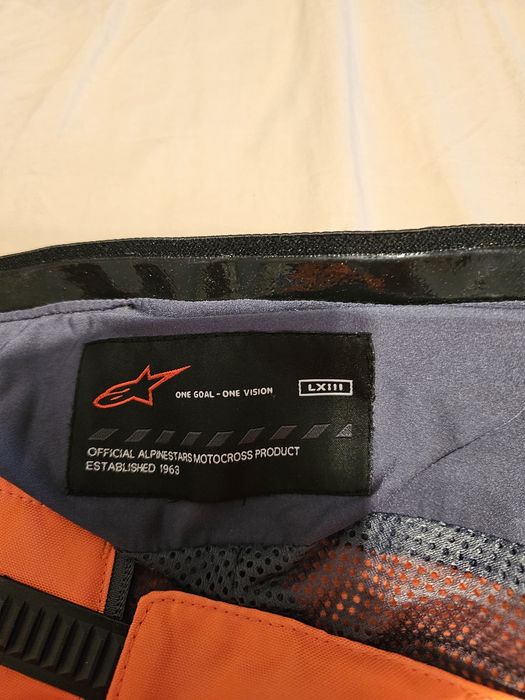 ONE GOAL - ONE VISION
LXIII
OFFICIAL ALPINESTARS MOTOCROSS PRODUCT
ESTABLISHED 1963